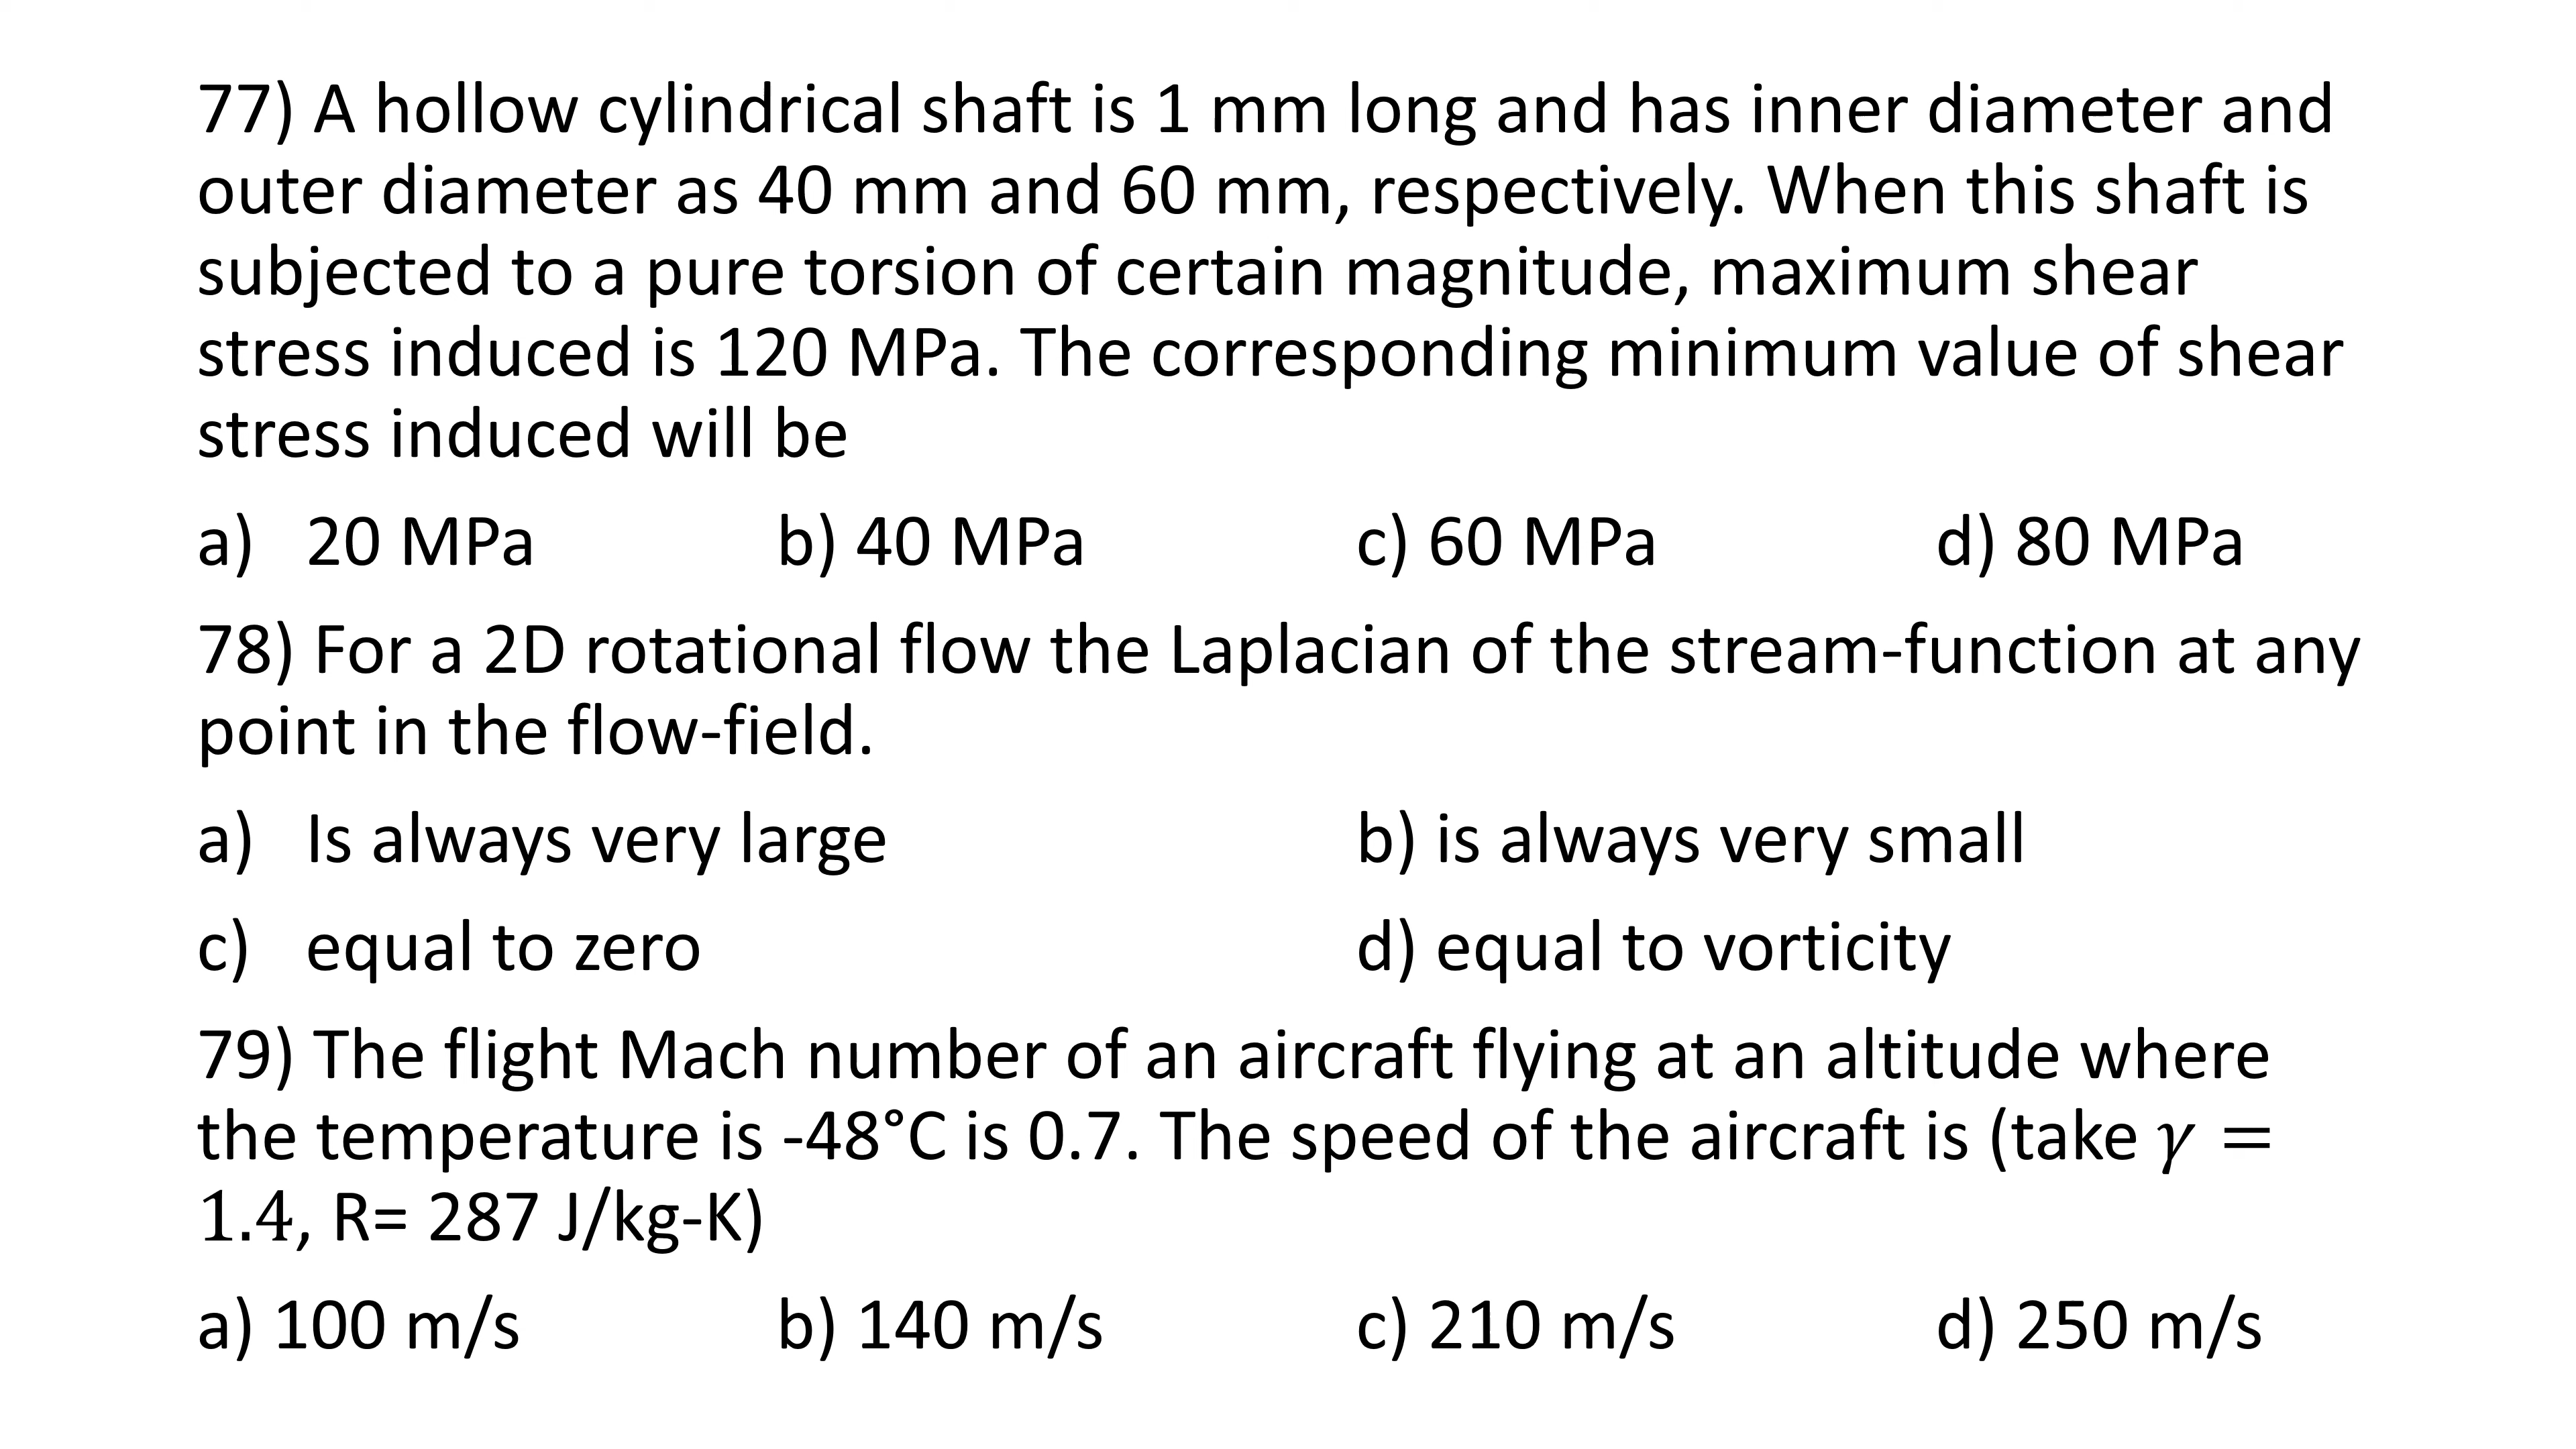 77) A hollow cylindrical shaft is 1 mm long and has inner diameter and
outer diameter as 40 mm and 60 mm, respectively. When this shaft is
subjected to a pure torsion of certain magnitude, maximum shear
stress induced is 120 MPa. The corresponding minimum value of shear
stress induced will be
a) 20 MPa b) 40 MPa c) 60 MPa d) 80 MPa
78) For a 2D rotational flow the Laplacian of the stream-function at any
point in the flow-field.
a) Is always very large b) is always very small
c) equal to zero d) equal to vorticity
79) The flight Mach number of an aircraft flying at an altitude where
the temperature is -48°C is 0.7. The speed of the aircraft is (take γ =
1.4, R= 287 J/kg-K)
a) 100 m/s b) 140 m/s c) 210 m/s d) 250 m/s